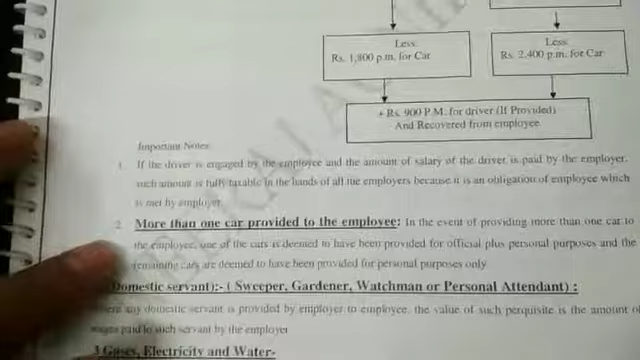 Less:
Rs. 1,800 p.m. for Car
Less:
Rs. 2,400 p.m. for Car
+ Rs. 900 P.M. for driver (If Provided)
And Recovered from employee
Important Notes:
1. If the driver is engaged by the employee and the amount of salary of the driver is paid by the employer,
such amount is fully taxable in the hands of all the employers because it is an obligation of employee which
is met by employer.
2. More than one car provided to the employee: In the event of providing more than one car to
the employee, one of the cars is deemed to have been provided for official plus personal purposes and the
remaining cars are deemed to have been provided for personal purposes only
Domestic servant):- ( Sweeper, Gardener, Watchman or Personal Attendant) :
any domestic servant is provided by employer to employee, the value of such perquisite is the amount of
wages paid to such servant by the employer
3 Gases, Electricity and Water-